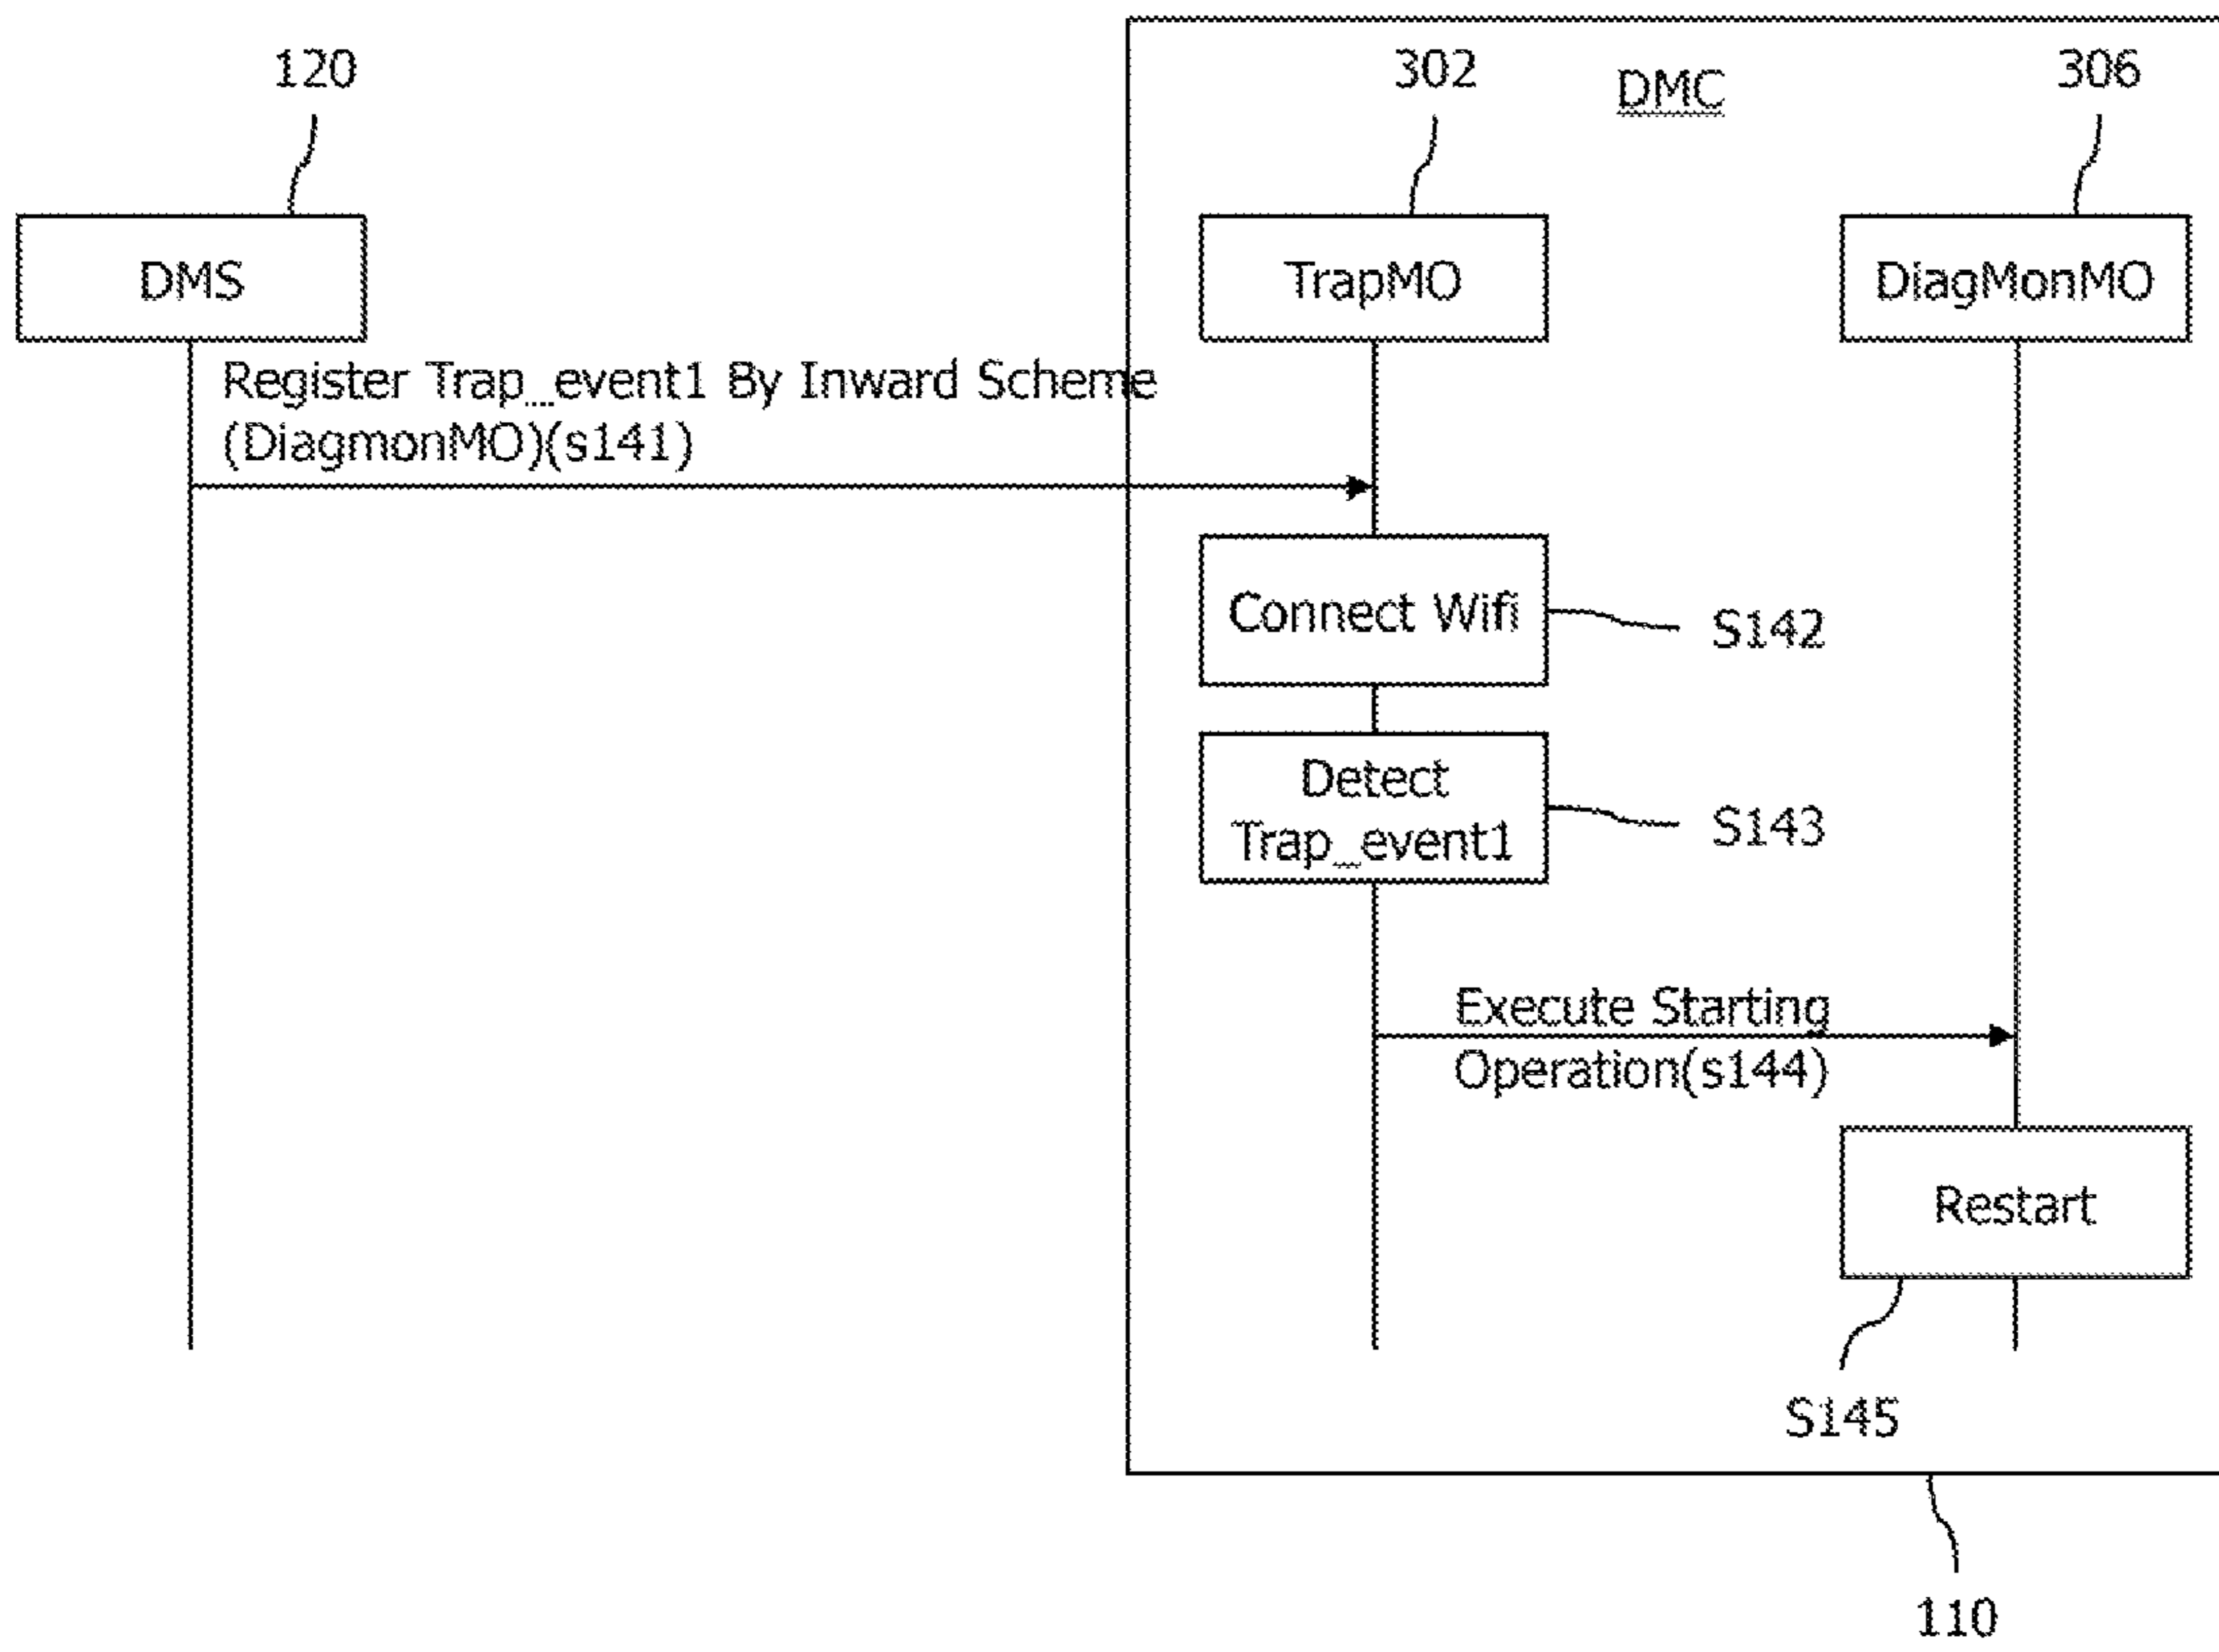 120
302
DMC
306
DMS
TrapMO
DiagMonMO
Register Trap_event1 By Inward Scheme
(DiagmonMO)(s141)
Connect Wifi
S142
Detect
Trap_event1
S143
Execute Starting
Operation(s144)
Restart
S145
110